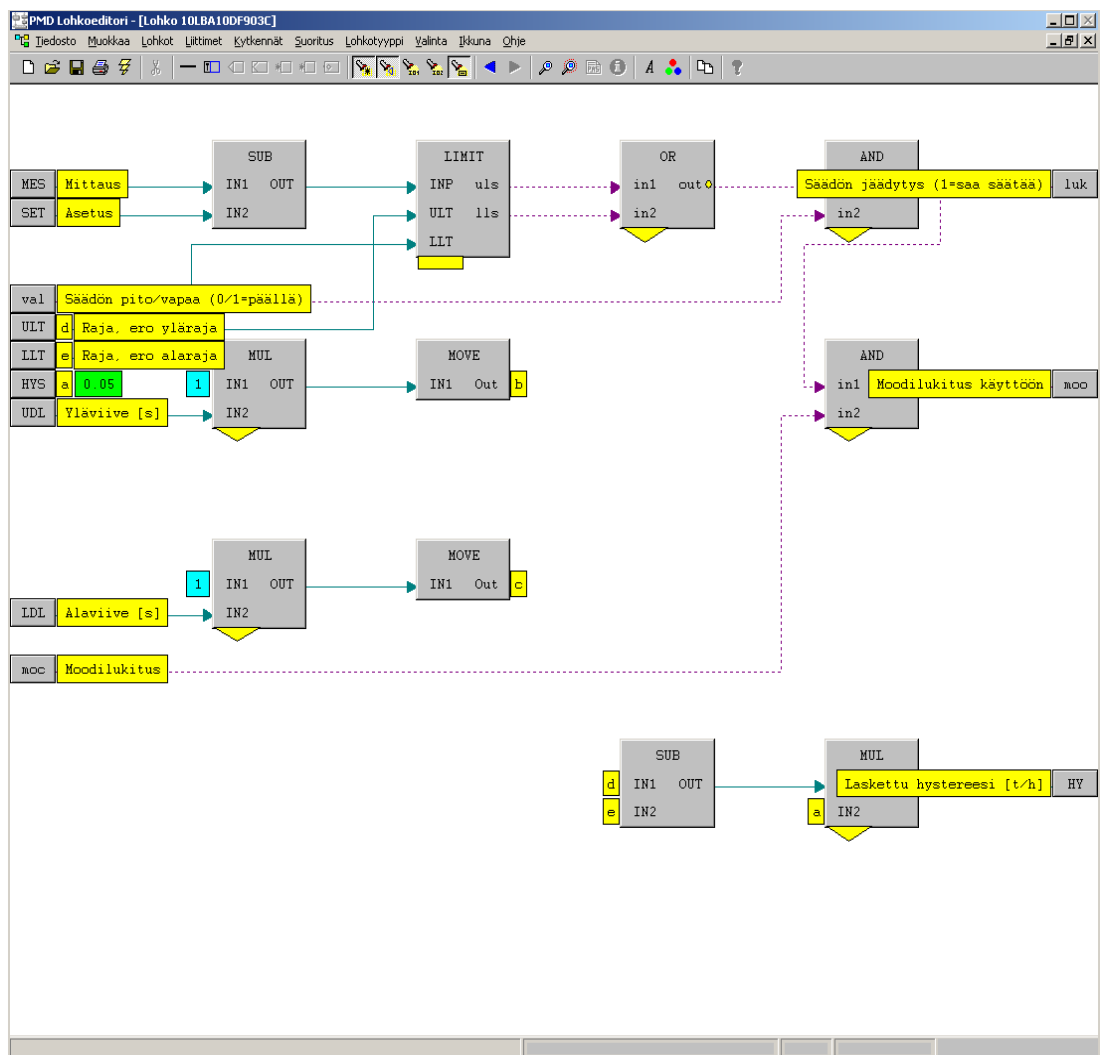 PMD Lohkoeditori - [Lohko 10LBA10DF903C]
Tiedosto Muokkaa Lohkot Liittimet Kytkennät Suoritus Lohkotyyppi Valinta Ikkuna Ohje
SUB LIMIT OR AND
MES Mittaus IN1 OUT INP uls in1 out Säädön jäädytys (1=saa säätää) luk
SET Asetus IN2 ULT lls in2 in2
LLT
val Säädön pito/vapaa (0/1=päällä)
ULT d Raja, ero yläraja
LLT e Raja, ero alaraja MUL MOVE AND
HYS a 0.05 1 IN1 OUT IN1 Out b in1 Moodilukitus käyttöön moo
UDL Yläviive [s] IN2 in2
MUL MOVE
1 IN1 OUT IN1 Out c
LDL Alaviive [s] IN2
moc Moodilukitus
SUB MUL
d IN1 OUT Laskettu hystereesi [t/h] HY
e IN2 a IN2